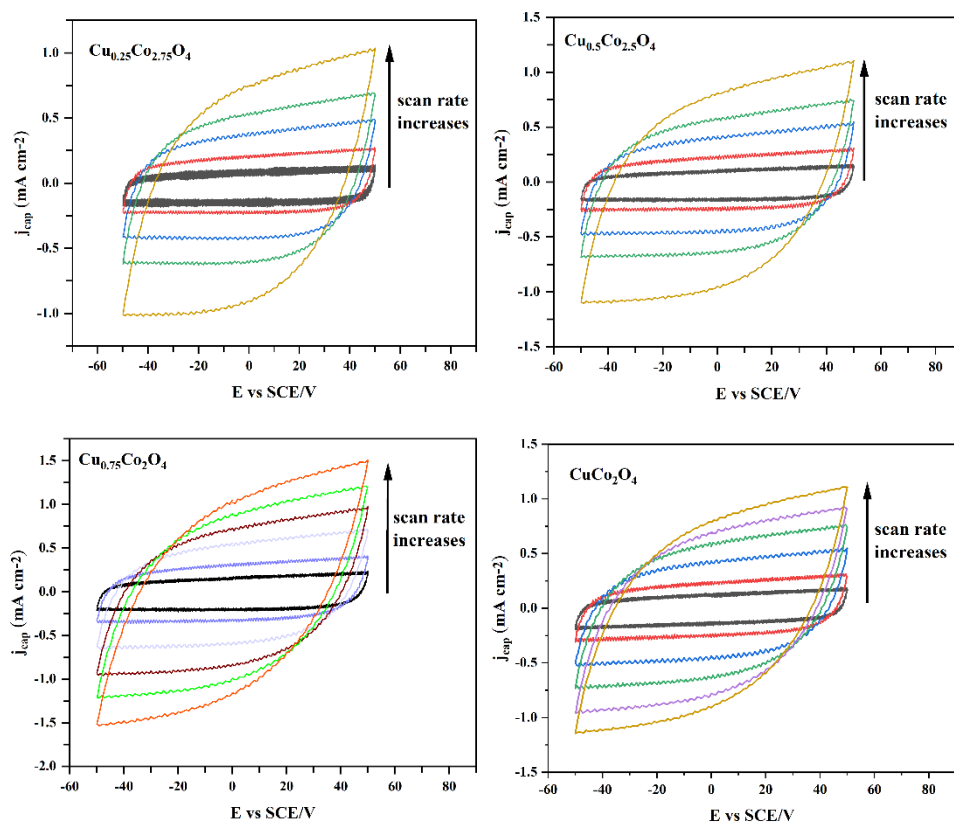 Cu0.25Co2.75O4
scan rate
increases
jcap (mA cm-2)
1.0
0.5
0.0
-0.5
-1.0
-60 -40 -20 0 20 40 60 80
E vs SCE/V
Cu0.5Co2.5O4
scan rate
increases
jcap (mA cm-2)
1.5
1.0
0.5
0.0
-0.5
-1.0
-1.5
-60 -40 -20 0 20 40 60 80
E vs SCE/V
Cu0.75Co2O4
scan rate
increases
jcap (mA cm-2)
1.5
1.0
0.5
0.0
-0.5
-1.0
-1.5
-2.0
-60 -40 -20 0 20 40 60 80
E vs SCE/V
CuCo2O4
scan rate
increases
jcap (mA cm-2)
1.5
1.0
0.5
0.0
-0.5
-1.0
-1.5
-60 -40 -20 0 20 40 60 80
E vs SCE/V